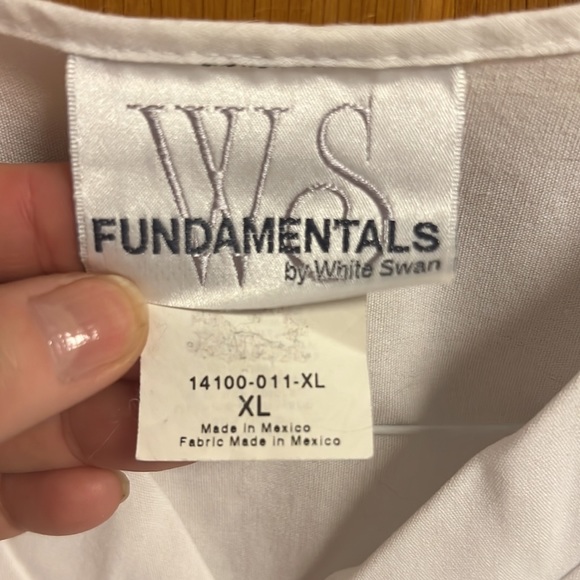 WS
FUNDAMENTALS
by White Swan
14100-011-XL
XL
Made in Mexico
Fabric Made in Mexico